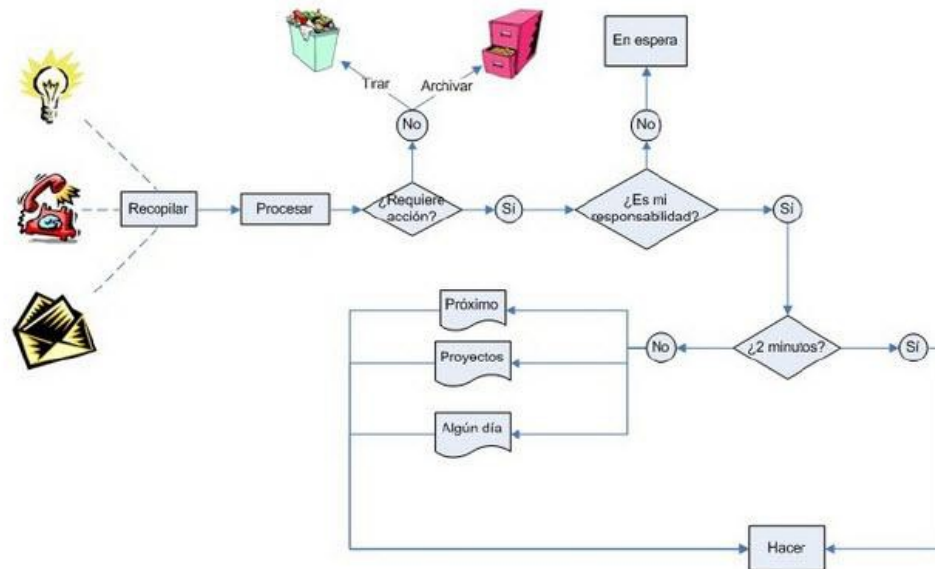 En espera
Tirar
Archivar
No
No
Recopilar
Procesar
¿Requiere
acción?
Sí
¿Es mi
responsabilidad?
Sí
Próximo
Proyectos
Algún día
No
¿2 minutos?
Sí
Hacer